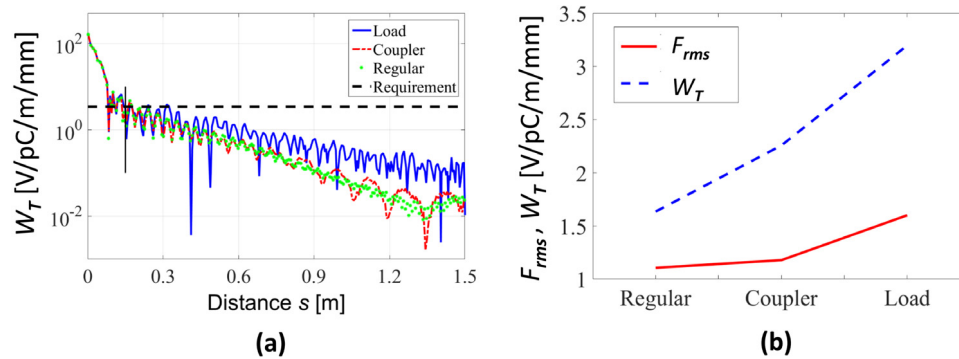 W_T [V/pC/m/mm]
10^2
10^0
10^-2
Load
Coupler
Regular
Requirement
0 0.3 0.6 0.9 1.2 1.5
Distance s [m]
(a)
F_rms, W_T [V/pC/m/mm]
3.5
3
2.5
2
1.5
1
F_rms
W_T
Regular Coupler Load
(b)